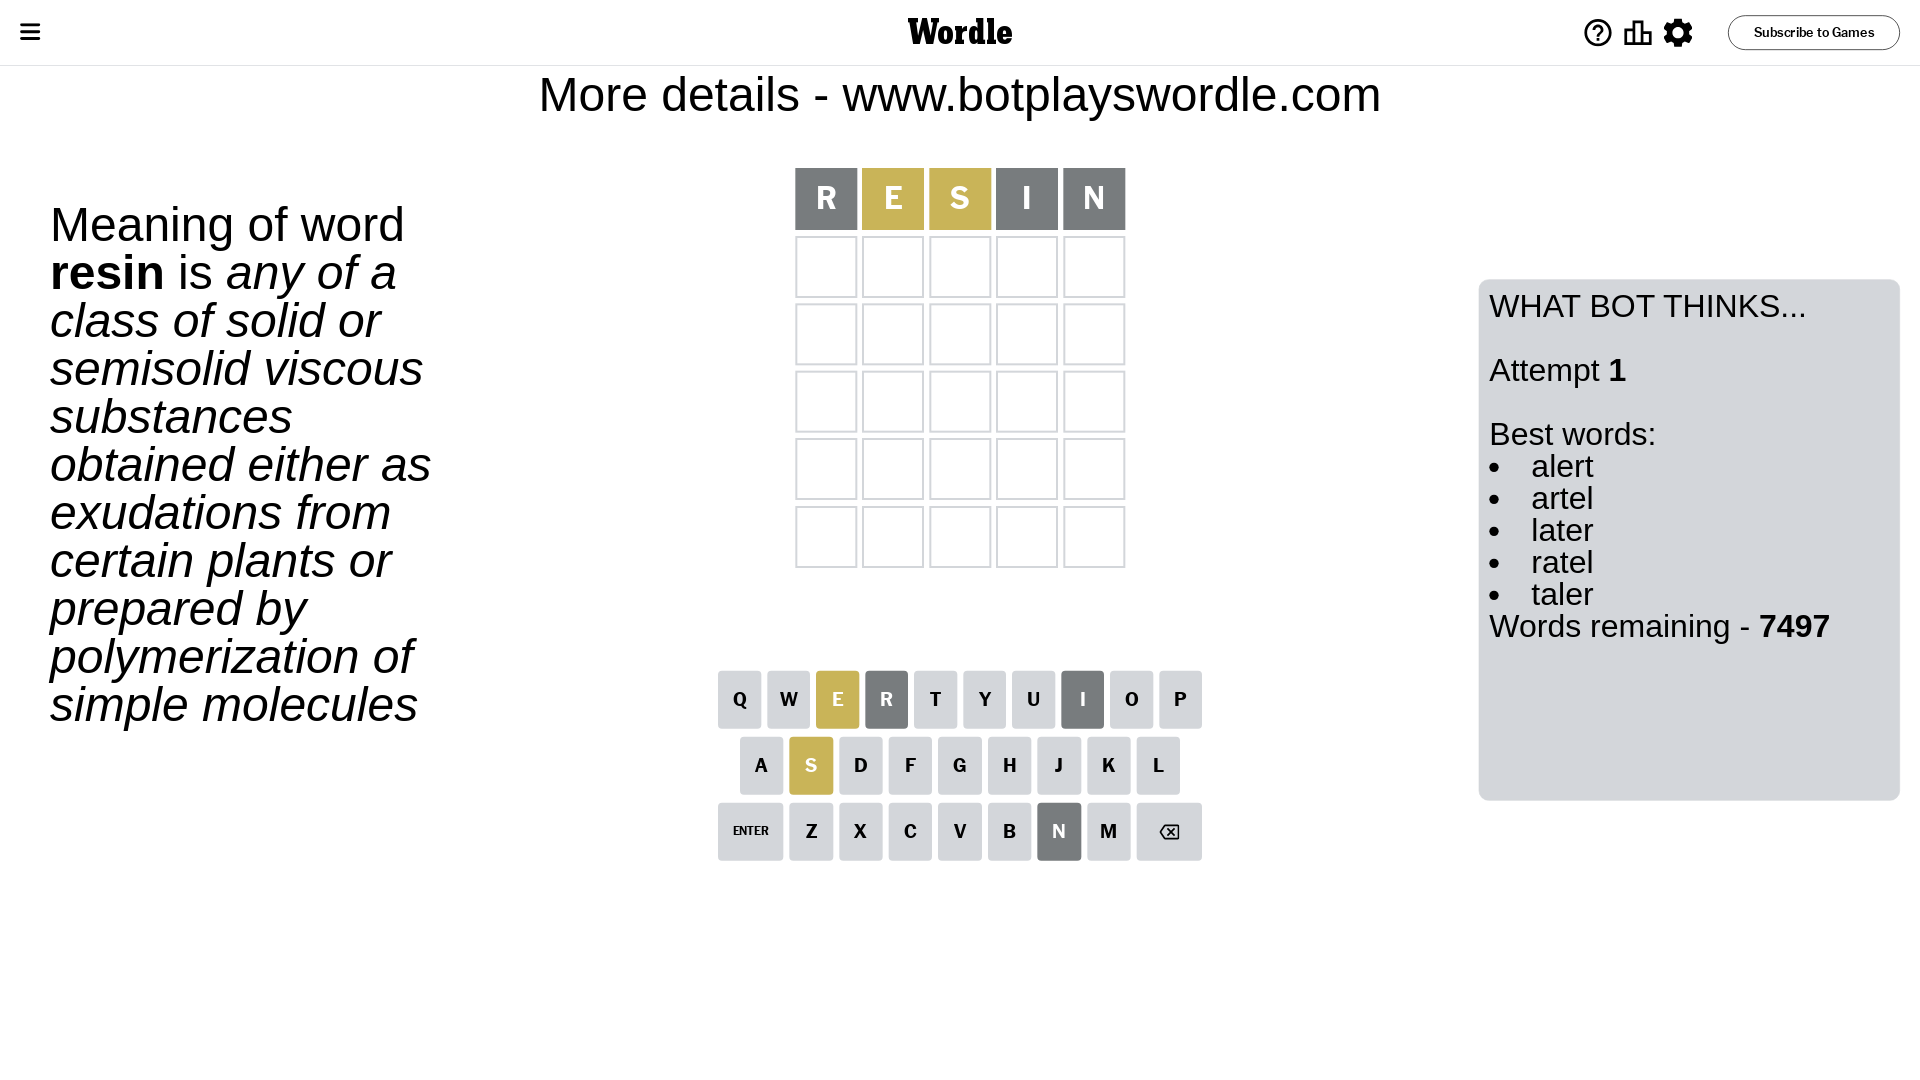 Wordle
Subscribe to Games
More details - www.botplayswordle.com
Meaning of word
resin is any of a
class of solid or
semisolid viscous
substances
obtained either as
exudations from
certain plants or
prepared by
polymerization of
simple molecules
R E S I N
WHAT BOT THINKS...
Attempt 1
Best words:
• alert
• artel
• later
• ratel
• taler
Words remaining - 7497
Q W E R T Y U I O P
A S D F G H J K L
ENTER Z X C V B N M